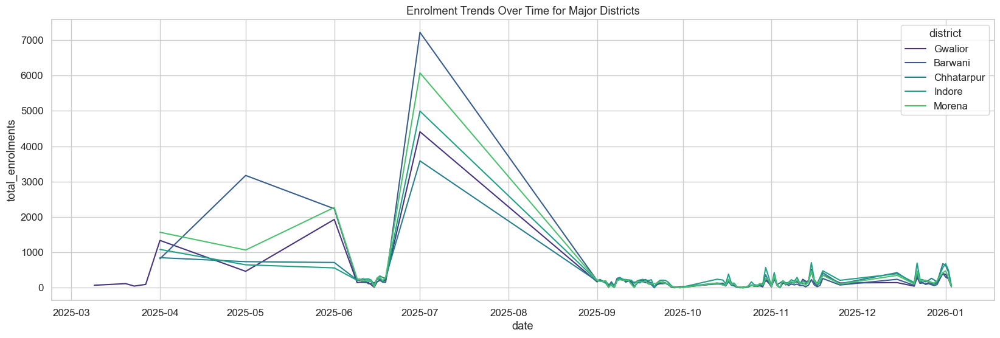 Enrolment Trends Over Time for Major Districts
total_enrolments
7000
6000
5000
4000
3000
2000
1000
0
district
Gwalior
Barwani
Chhatarpur
Indore
Morena
2025-03 2025-04 2025-05 2025-06 2025-07 2025-08 2025-09 2025-10 2025-11 2025-12 2026-01
date